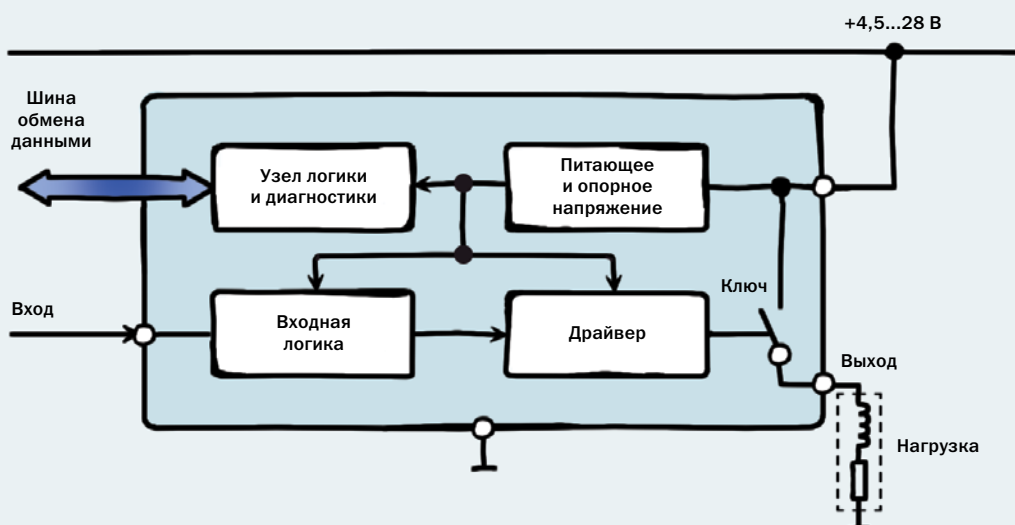 +4,5...28 В
Шина
обмена
данными
Узел логики
и диагностики
Питающее
и опорное
напряжение
Ключ
Вход
Входная
логика
Драйвер
Выход
Нагрузка